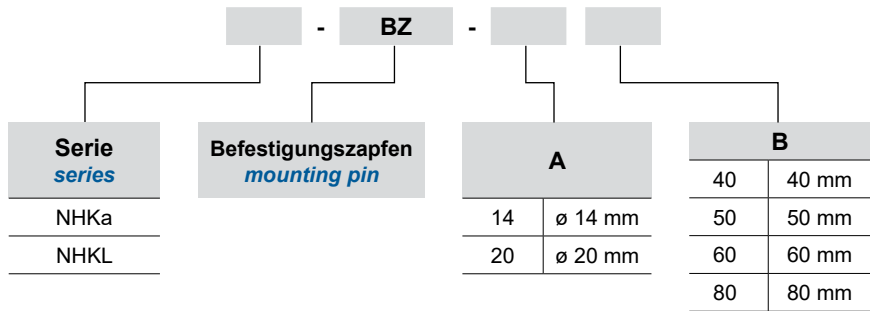 - BZ -
Serie
series
NHKa
NHKL
Befestigungszapfen
mounting pin
A
14 ø 14 mm
20 ø 20 mm
B
40 40 mm
50 50 mm
60 60 mm
80 80 mm